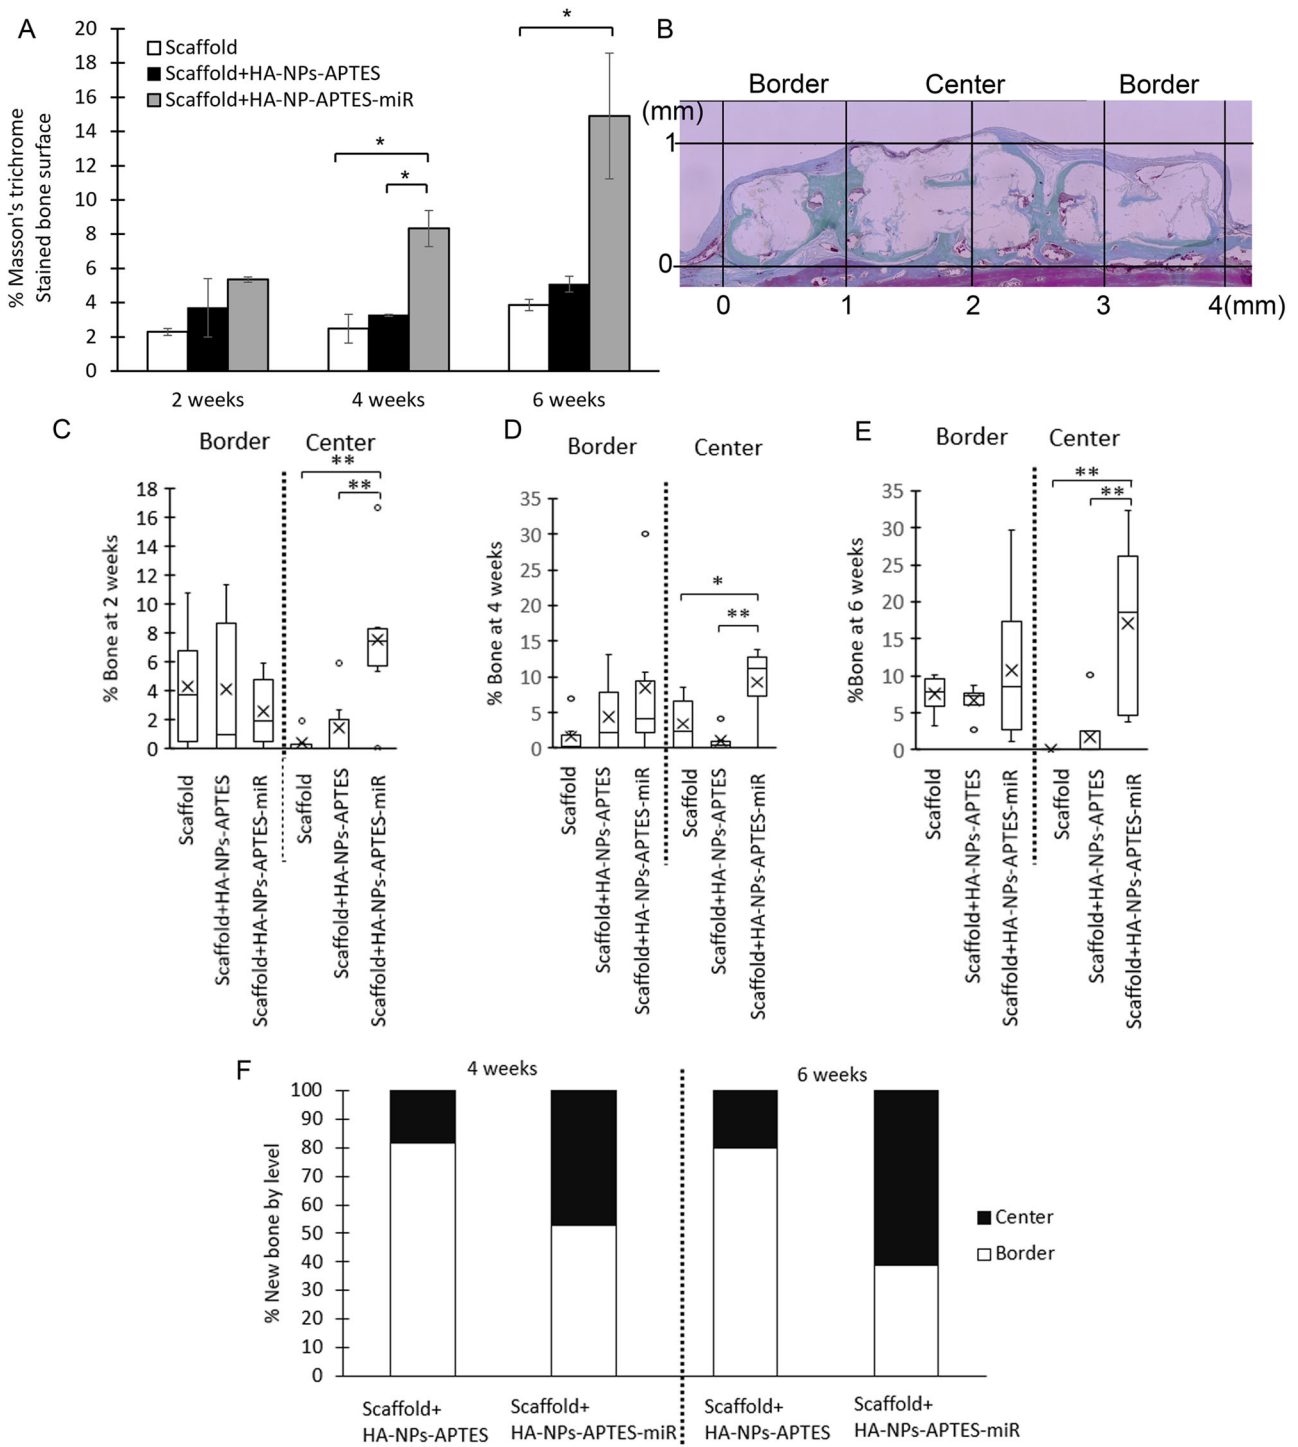 A
% Masson's trichrome
Stained bone surface
20
18
16
14
12
10
8
6
4
2
0
Scaffold
Scaffold+HA-NPs-APTES
Scaffold+HA-NP-APTES-miR
*
*
*
2 weeks
4 weeks
6 weeks
B
Border
Center
Border
(mm)
1
0
0
1
2
3
4(mm)
C
Border
Center
**
**
% Bone at 2 weeks
18
16
14
12
10
8
6
4
2
0
Scaffold
Scaffold+HA-NPs-APTES
Scaffold+HA-NPs-APTES-miR
Scaffold
Scaffold+HA-NPs-APTES
Scaffold+HA-NPs-APTES-miR
D
Border
Center
*
**
% Bone at 4 weeks
35
30
25
20
15
10
5
0
Scaffold
Scaffold+HA-NPs-APTES
Scaffold+HA-NPs-APTES-miR
Scaffold
Scaffold+HA-NPs-APTES
Scaffold+HA-NPs-APTES-miR
E
Border
Center
**
**
%Bone at 6 weeks
35
30
25
20
15
10
5
0
Scaffold
Scaffold+HA-NPs-APTES
Scaffold+HA-NPs-APTES-miR
Scaffold
Scaffold+HA-NPs-APTES
Scaffold+HA-NPs-APTES-miR
F
4 weeks
6 weeks
% New bone by level
100
90
80
70
60
50
40
30
20
10
0
Center
Border
Scaffold+
HA-NPs-APTES
Scaffold+
HA-NPs-APTES-miR
Scaffold+
HA-NPs-APTES
Scaffold+
HA-NPs-APTES-miR